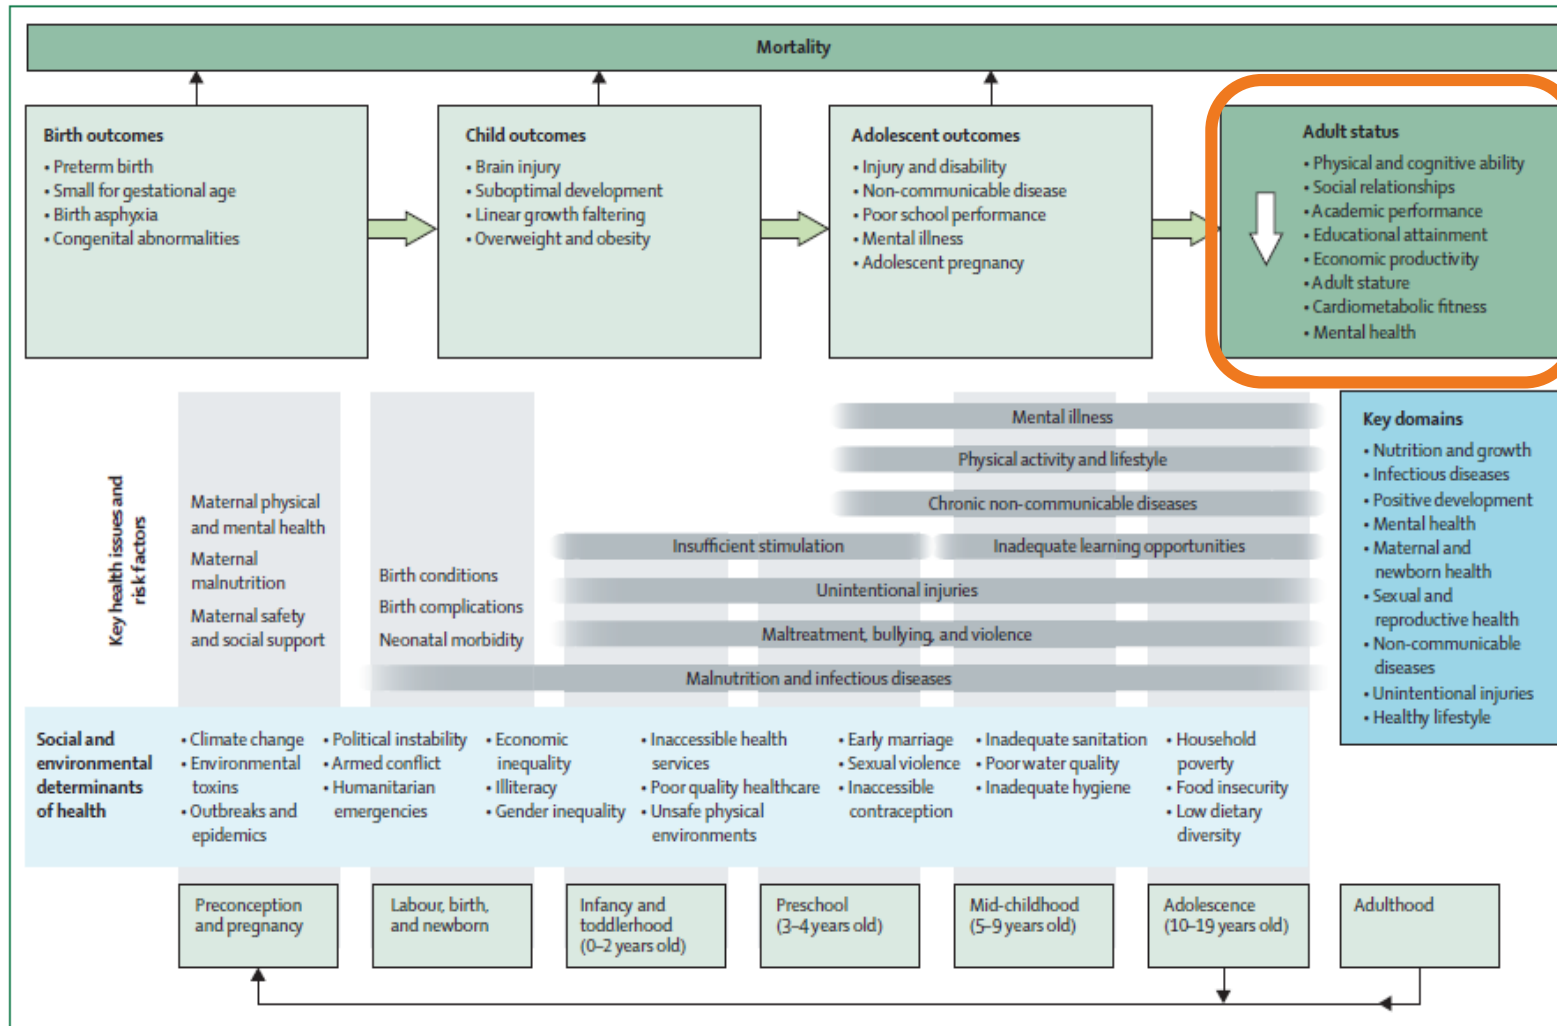 Mortality
Birth outcomes
• Preterm birth
• Small for gestational age
• Birth asphyxia
• Congenital abnormalities
Child outcomes
• Brain injury
• Suboptimal development
• Linear growth faltering
• Overweight and obesity
Adolescent outcomes
• Injury and disability
• Non-communicable disease
• Poor school performance
• Mental illness
• Adolescent pregnancy
Adult status
• Physical and cognitive ability
• Social relationships
• Academic performance
• Educational attainment
• Economic productivity
• Adult stature
• Cardiometabolic fitness
• Mental health
Key health issues and
risk factors
Maternal physical
and mental health
Maternal
malnutrition
Maternal safety
and social support
Birth conditions
Birth complications
Neonatal morbidity
Mental illness
Physical activity and lifestyle
Chronic non-communicable diseases
Insufficient stimulation
Inadequate learning opportunities
Unintentional injuries
Maltreatment, bullying, and violence
Malnutrition and infectious diseases
Key domains
• Nutrition and growth
• Infectious diseases
• Positive development
• Mental health
• Maternal and
newborn health
• Sexual and
reproductive health
• Non-communicable
diseases
• Unintentional injuries
• Healthy lifestyle
Social and
environmental
determinants
of health
• Climate change
• Environmental
toxins
• Outbreaks and
epidemics
• Political instability
• Armed conflict
• Humanitarian
emergencies
• Economic
inequality
• Illiteracy
• Gender inequality
• Inaccessible health
services
• Poor quality healthcare
• Unsafe physical
environments
• Early marriage
• Sexual violence
• Inaccessible
contraception
• Inadequate sanitation
• Poor water quality
• Inadequate hygiene
• Household
poverty
• Food insecurity
• Low dietary
diversity
Preconception
and pregnancy
Labour, birth,
and newborn
Infancy and
toddlerhood
(0–2 years old)
Preschool
(3–4 years old)
Mid-childhood
(5–9 years old)
Adolescence
(10–19 years old)
Adulthood